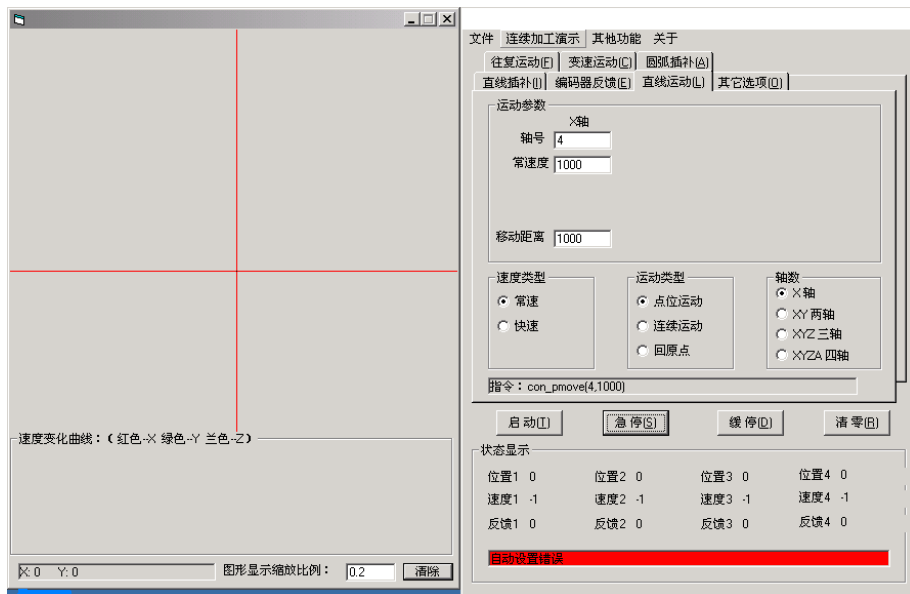 文件 连续加工演示 其他功能 关于
往复运动(F) 变速运动(C) 圆弧插补(A)
直线插补(I) 编码器反馈(E) 直线运动(L) 其它选项(O)
运动参数
X轴
轴号 4
常速度 1000
移动距离 1000
速度类型 运动类型 轴数
常速 点位运动 X 轴
快速 连续运动 XY 两轴
回原点 XYZ 三轴
XYZA 四轴
指令：con_pmove(4,1000)
启 动(T) 急 停(S) 缓 停(D) 清 零(R)
速度变化曲线：( 红色--X 绿色--Y 兰色--Z)
状态显示
位置1 0 位置2 0 位置3 0 位置4 0
速度1 -1 速度2 -1 速度3 -1 速度4 -1
反馈1 0 反馈2 0 反馈3 0 反馈4 0
自动设置错误
X: 0 Y: 0 图形显示缩放比例： 0.2 清除